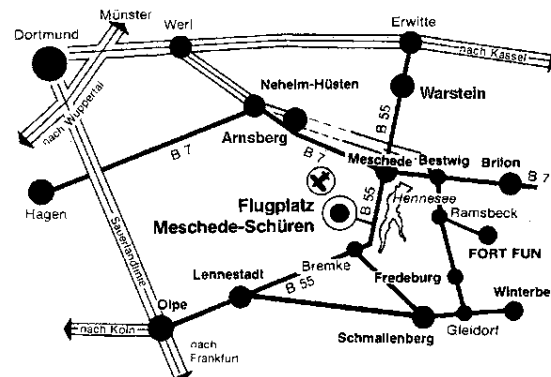 Münster
Dortmund
Werl
Erwitte
nach Kassel
nach Wuppertal
Neheim-Hüsten
Warstein
B 55
Arnsberg
B 7
B 7
Meschede
Bestwig
Brilon
B 7
Hagen
Flugplatz
Meschede-Schüren
B 55
Hennesee
Ramsbeck
FORT FUN
Sauerlandlinie
Lennestadt
Bremke
B 55
Fredeburg
Olpe
Winterbe
nach Köln
Schmallenberg
Gleidorf
nach
Frankfurt